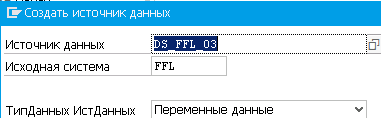 Создать источник данных
Источник данных DS_FFL_03
Исходная система FFL
ТипДанных ИстДанных Переменные данные